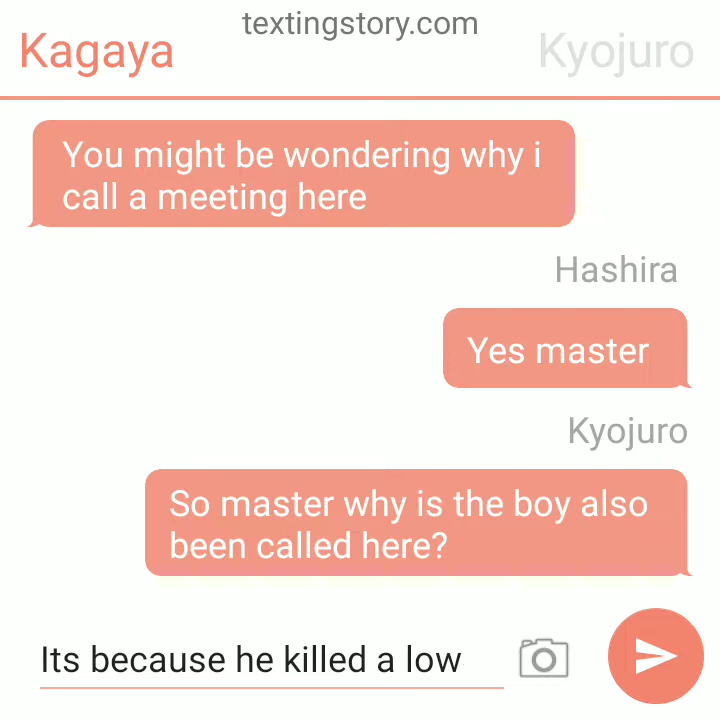 textingstory.com
Kagaya
Kyojuro
You might be wondering why i
call a meeting here
Hashira
Yes master
Kyojuro
So master why is the boy also
been called here?
Its because he killed a low